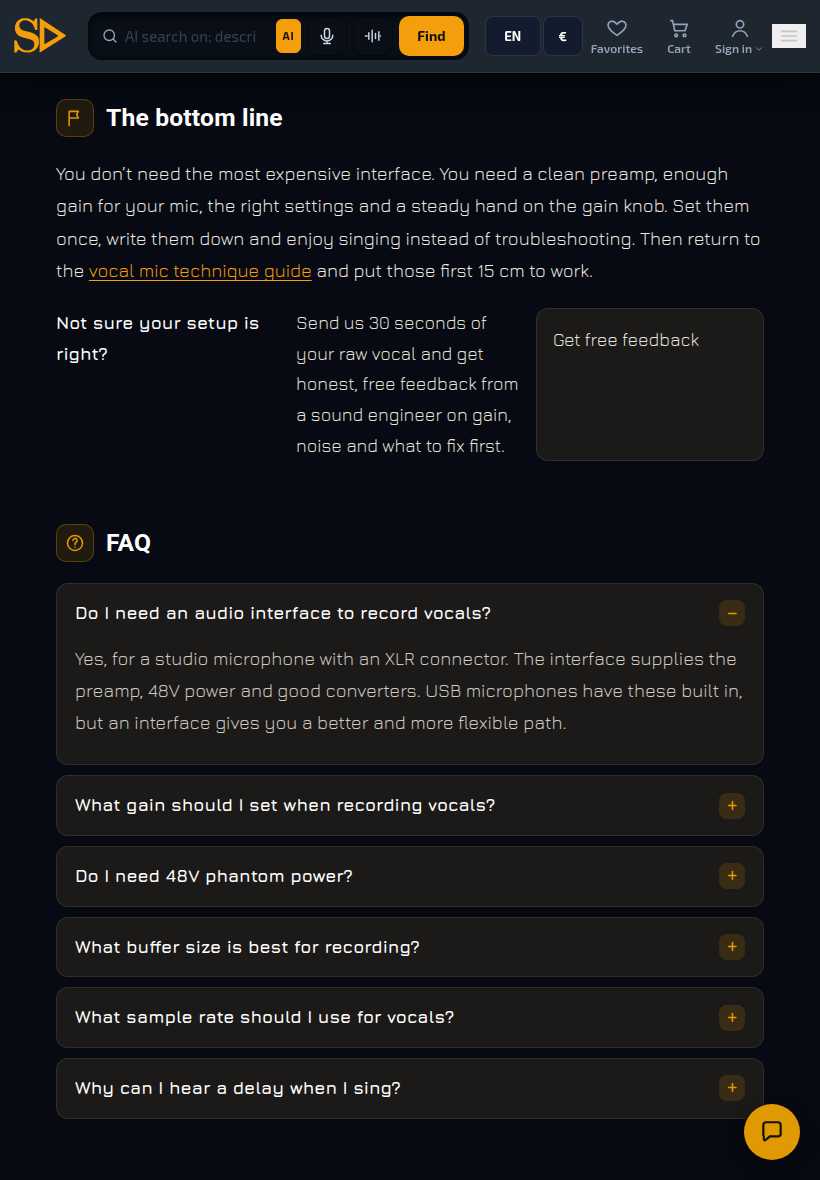 SD
AI search on: descri
AI
Find
EN
€
Favorites
Cart
Sign in
The bottom line
You don't need the most expensive interface. You need a clean preamp, enough
gain for your mic, the right settings and a steady hand on the gain knob. Set them
once, write them down and enjoy singing instead of troubleshooting. Then return to
the vocal mic technique guide and put those first 15 cm to work.
Not sure your setup is
right?
Send us 30 seconds of
your raw vocal and get
honest, free feedback from
a sound engineer on gain,
noise and what to fix first.
Get free feedback
FAQ
Do I need an audio interface to record vocals?
Yes, for a studio microphone with an XLR connector. The interface supplies the
preamp, 48V power and good converters. USB microphones have these built in,
but an interface gives you a better and more flexible path.
What gain should I set when recording vocals?
Do I need 48V phantom power?
What buffer size is best for recording?
What sample rate should I use for vocals?
Why can I hear a delay when I sing?